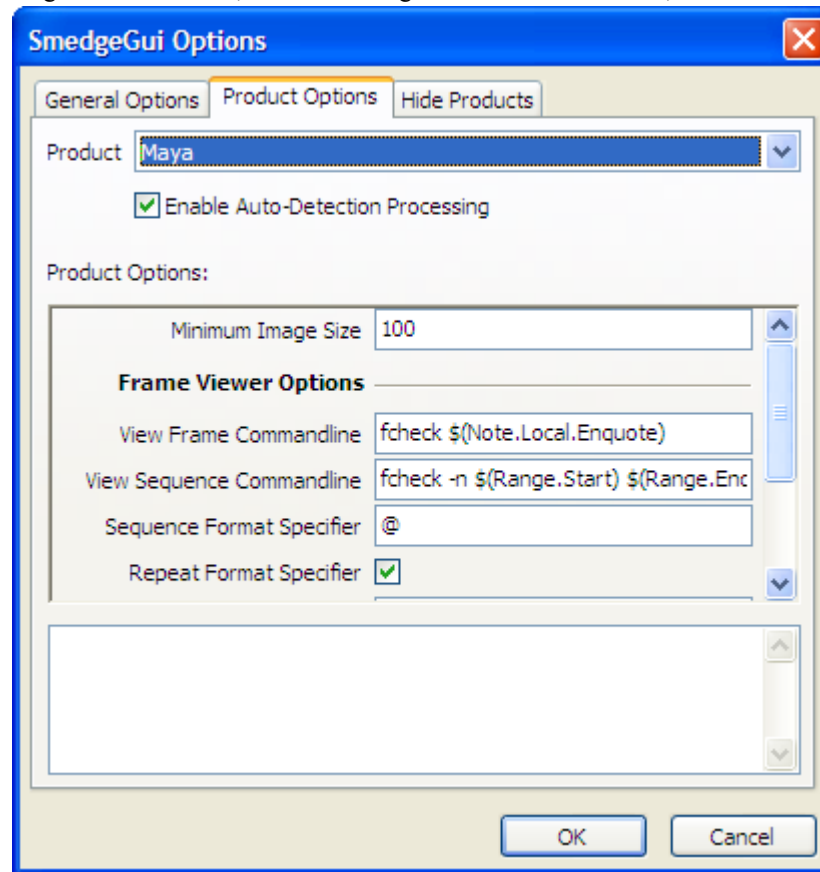 SmedgeGui Options
General Options Product Options Hide Products
Product Maya
Enable Auto-Detection Processing
Product Options:
Minimum Image Size 100
Frame Viewer Options
View Frame Commandline fcheck $(Note.Local.Enquote)
View Sequence Commandline fcheck -n $(Range.Start) $(Range.Enc
Sequence Format Specifier @
Repeat Format Specifier
OK Cancel